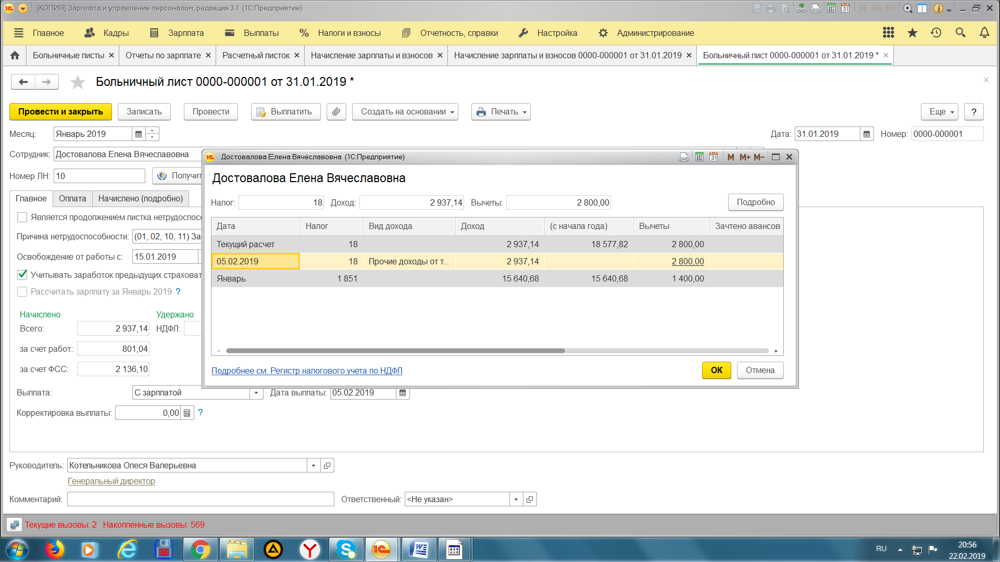 [КОПИЯ] Зарплата и управление персоналом, редакция 3.1 (1С:Предприятие)
M M+ M−
Главное Кадры Зарплата Выплаты Налоги и взносы Отчетность, справки Настройка Администрирование
Больничные листы Отчеты по зарплате Расчетный листок Начисление зарплаты и взносов Начисление зарплаты и взносов 0000-000001 от 31.01.2019 Больничный лист 0000-000001 от 31.01.2019 *
Больничный лист 0000-000001 от 31.01.2019 *
Провести и закрыть Записать Провести Выплатить Создать на основании Печать Еще ?
Месяц: Январь 2019 Дата: 31.01.2019 Номер: 0000-000001
Сотрудник: Достовалова Елена Вячеславовна
Номер ЛН: 10 Получит
Главное Оплата Начислено (подробно)
Является продолжением листка нетрудоспос
Причина нетрудоспособности: (01, 02, 10, 11) За
Освобождение от работы с: 15.01.2019
Учитывать заработок предыдущих страховат
Рассчитать зарплату за Январь 2019 ?
Начислено Удержано
Всего: 2 937,14 НДФЛ:
за счет работ.: 801,04
за счет ФСС: 2 136,10
Достовалова Елена Вячеславовна (1С:Предприятие)
31 M M+ M−
Достовалова Елена Вячеславовна
Налог: 18 Доход: 2 937,14 Вычеты: 2 800,00 Подробно
Дата Налог Вид дохода Доход (с начала года) Вычеты Зачтено авансов
Текущий расчет 18 2 937,14 18 577,82 2 800,00
05.02.2019 18 Прочие доходы от т... 2 937,14 2 800,00
Январь 1 851 15 640,68 15 640,68 1 400,00
Подробнее см. Регистр налогового учета по НДФЛ ОК Отмена
Выплата: С зарплатой Дата выплаты: 05.02.2019
Корректировка выплаты: 0,00 ?
Руководитель: Котельникова Олеся Валерьевна
Генеральный директор
Комментарий: Ответственный: <Не указан>
Текущие вызовы: 2 Накопленные вызовы: 569
RU 20:56
22.02.2019